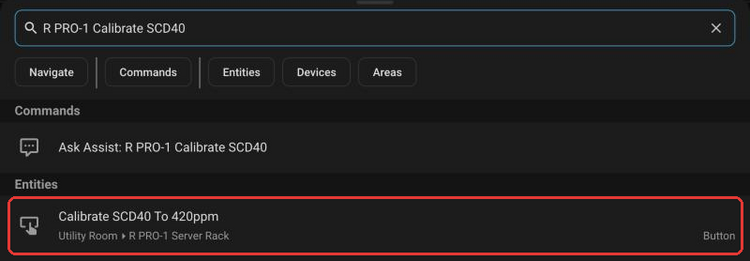 R PRO-1 Calibrate SCD40
Navigate Commands Entities Devices Areas
Commands
Ask Assist: R PRO-1 Calibrate SCD40
Entities
Calibrate SCD40 To 420ppm
Utility Room R PRO-1 Server Rack Button